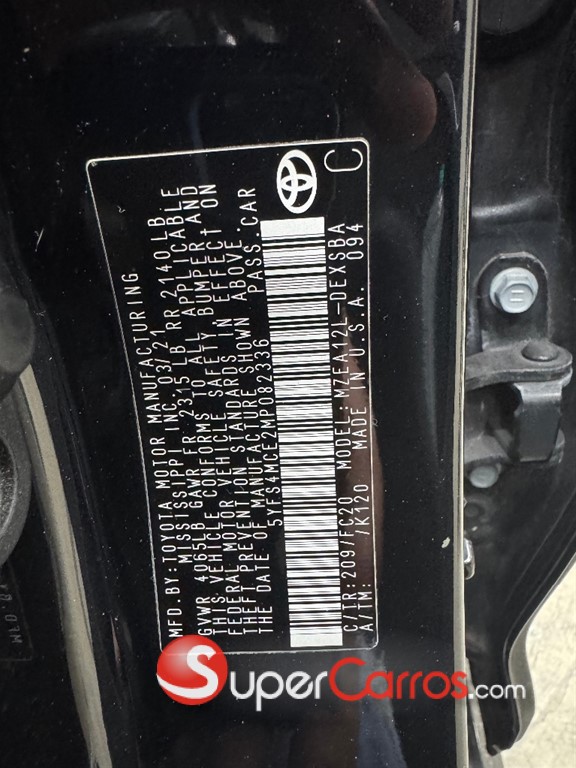 MFD. BY: TOYOTA MOTOR MANUFACTURING
MISSISSIPPI INC. 03/21
GVWR 4065LB GAWR FR 2315 LB RR 2140 LB
THIS VEHICLE CONFORMS TO ALL APPLICABLE
FEDERAL MOTOR VEHICLE SAFETY, BUMPER, AND
THEFT PREVENTION STANDARDS IN EFFECT ON
THE DATE OF MANUFACTURE SHOWN ABOVE.
5YFS4MCE2MP082336 PASS. CAR
C
C/TR: 209/FC20 MODEL: MZEA12L-DEXSBA
A/TM: /K120 MADE IN U.S.A. 094
SuperCarros.com